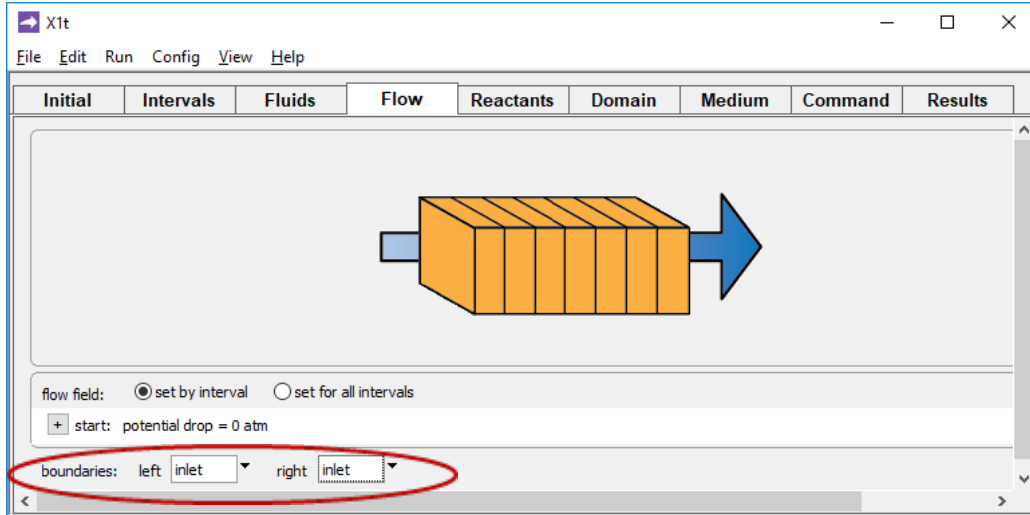 X1t
File Edit Run Config View Help
Initial Intervals Fluids Flow Reactants Domain Medium Command Results
flow field: set by interval set for all intervals
+ start: potential drop = 0 atm
boundaries: left inlet right inlet